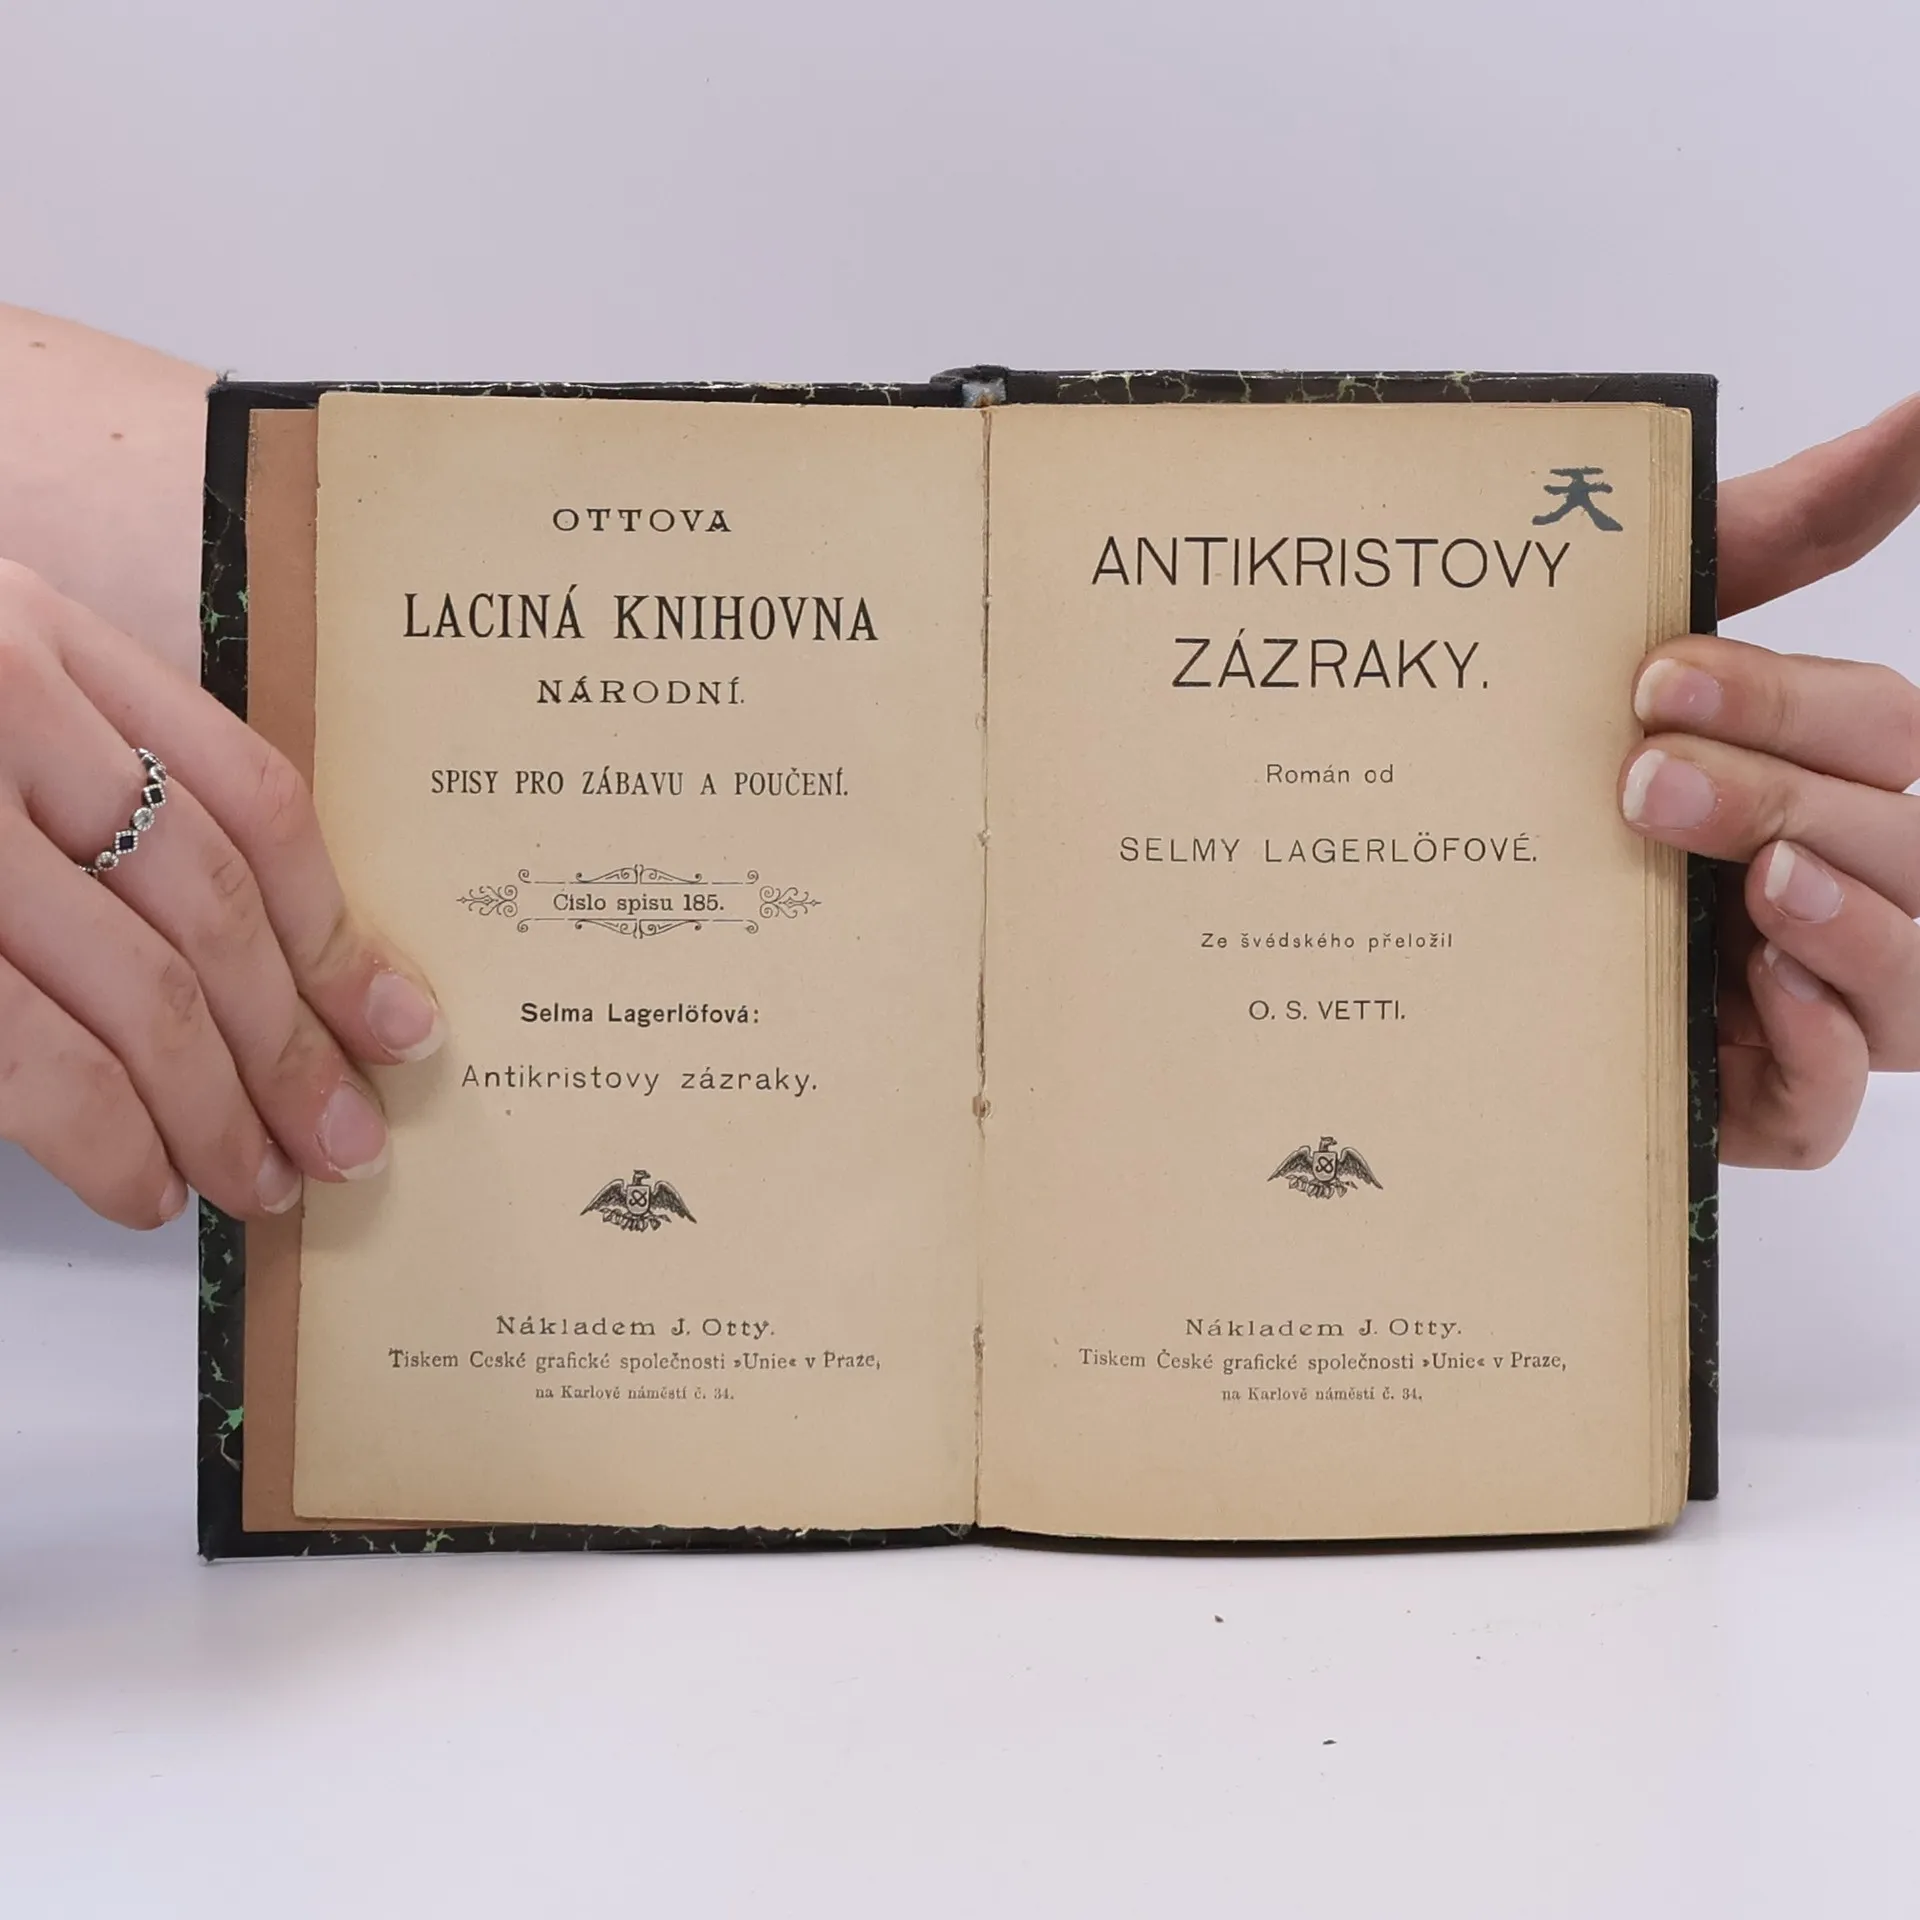 OTTOVA
LACINÁ KNIHOVNA
NÁRODNÍ.
SPISY PRO ZÁBAVU A POUČENÍ.
Číslo spisu 185.
Selma Lagerlöfová:
Antikristovy zázraky.
Nákladem J. Otty.
Tiskem České grafické společnosti »Unie« v Praze,
na Karlově náměstí č. 34.
天
ANTIKRISTOVY
ZÁZRAKY.
Román od
SELMY LAGERLÖFOVÉ.
Ze švédského přeložil
O. S. VETTI.
Nákladem J. Otty.
Tiskem České grafické společnosti »Unie« v Praze,
na Karlově náměstí č. 34.